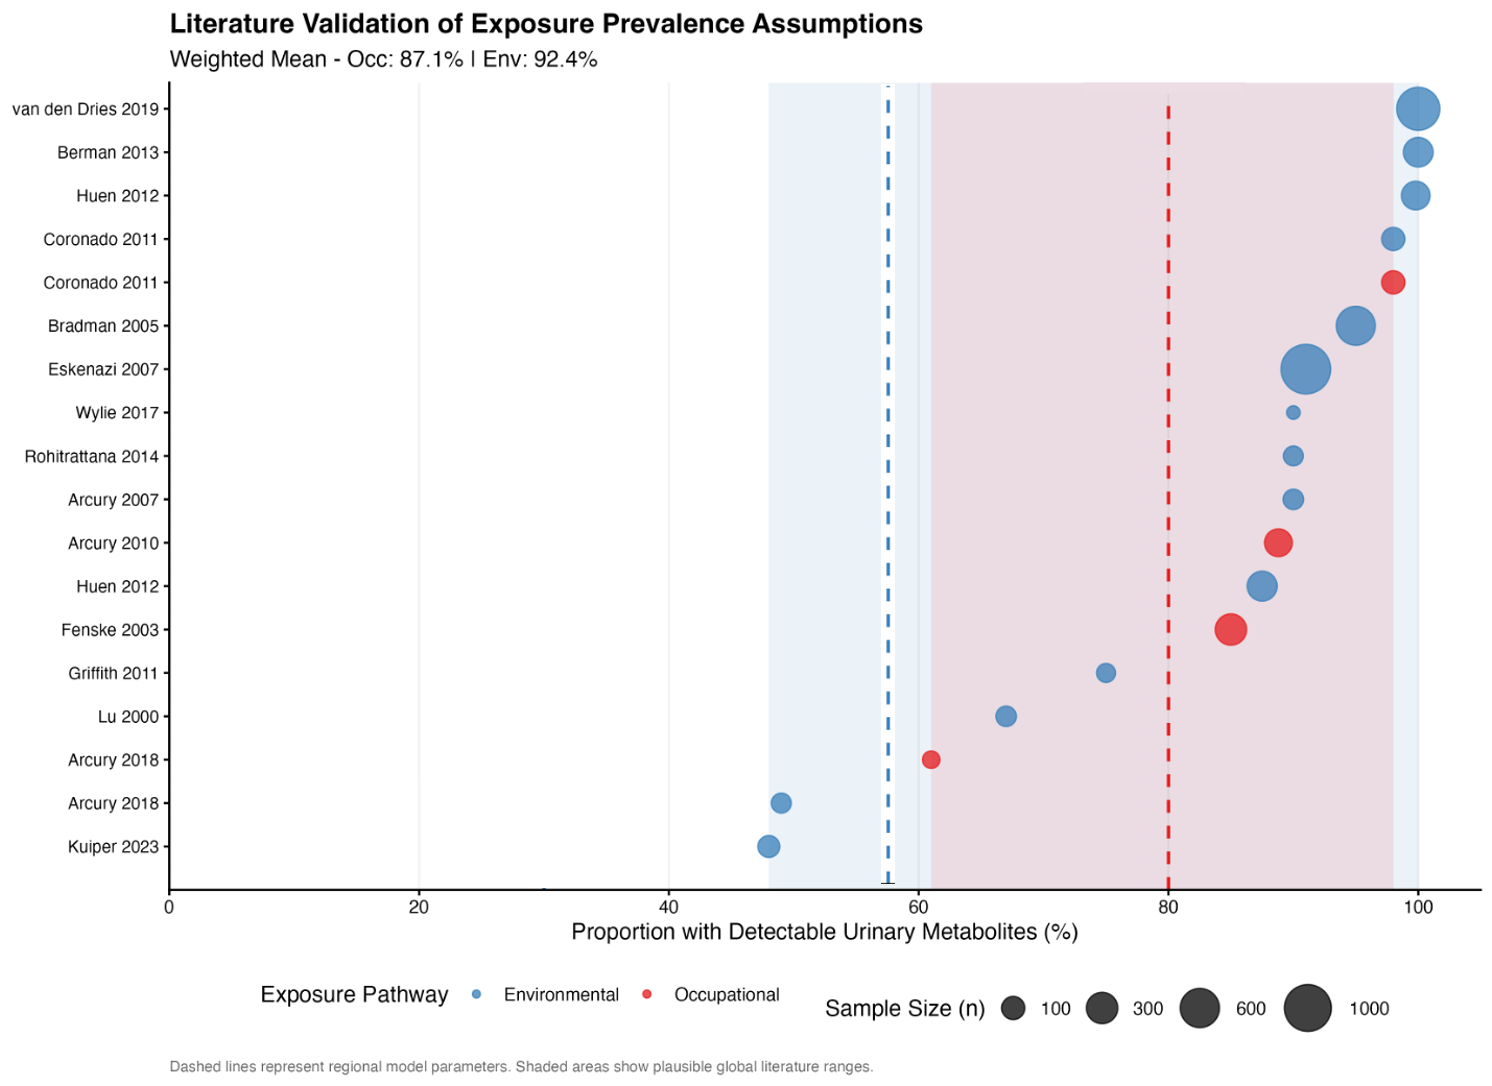 Literature Validation of Exposure Prevalence Assumptions
Weighted Mean - Occ: 87.1% | Env: 92.4%
van den Dries 2019
Berman 2013
Huen 2012
Coronado 2011
Coronado 2011
Bradman 2005
Eskenazi 2007
Wylie 2017
Rohitrattana 2014
Arcury 2007
Arcury 2010
Huen 2012
Fenske 2003
Griffith 2011
Lu 2000
Arcury 2018
Arcury 2018
Kuiper 2023
0 20 40 60 80 100
Proportion with Detectable Urinary Metabolites (%)
Exposure Pathway Environmental Occupational
Sample Size (n) 100 300 600 1000
Dashed lines represent regional model parameters. Shaded areas show plausible global literature ranges.